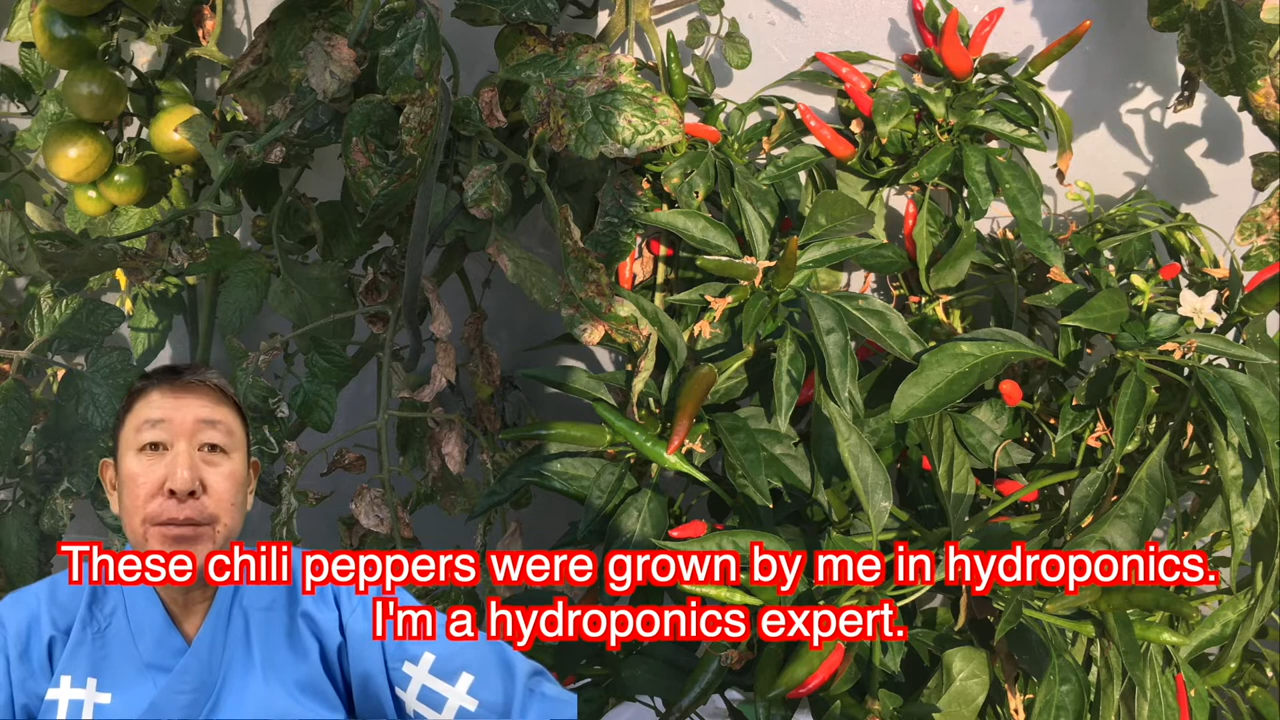 These chili peppers were grown by me in hydroponics.
I'm a hydroponics expert.